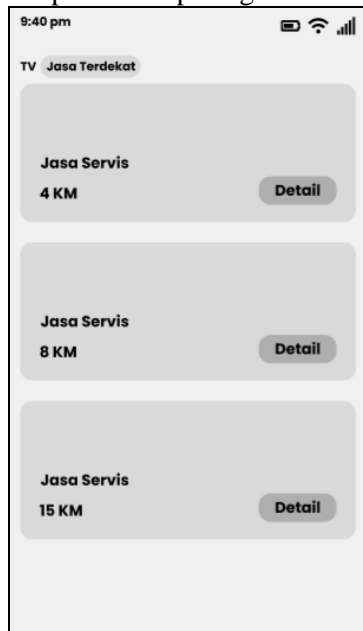 9:40 pm
TV Jasa Terdekat
Jasa Servis
4 KM Detail
Jasa Servis
8 KM Detail
Jasa Servis
15 KM Detail